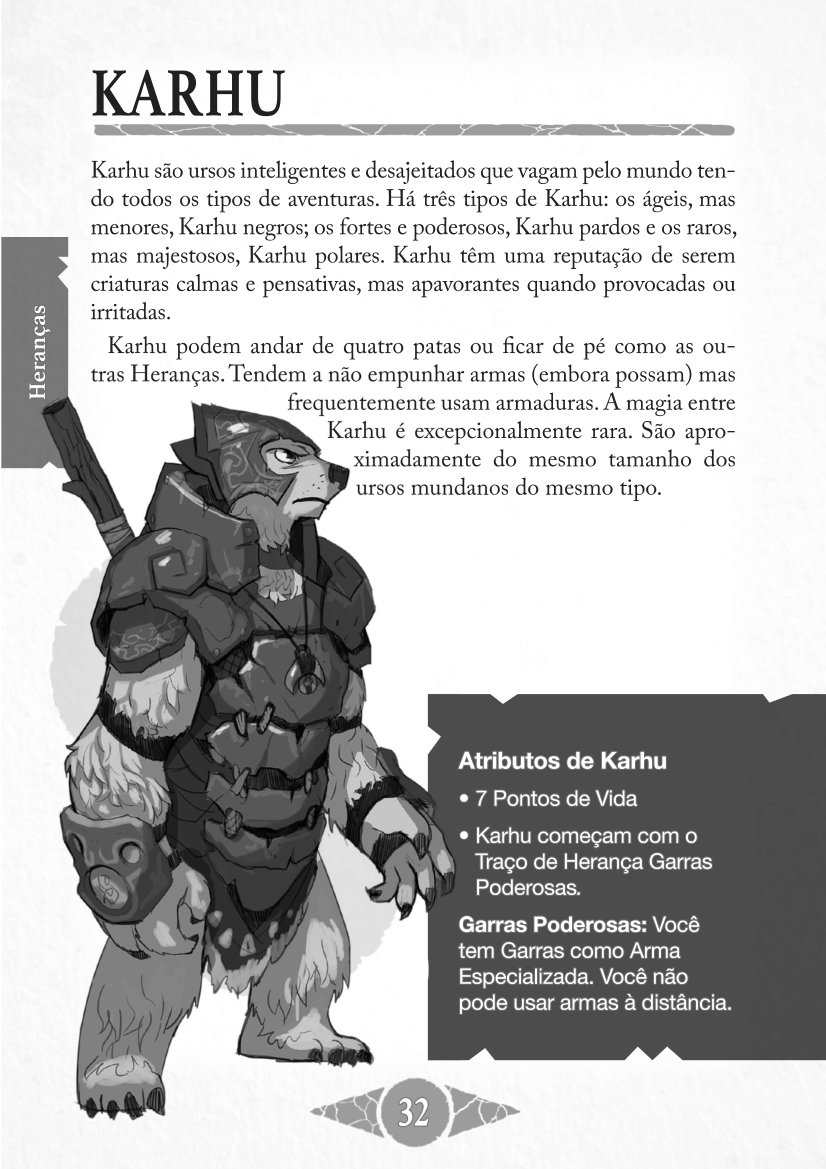 KARHU
Karhu são ursos inteligentes e desajeitados que vagam pelo mundo ten-
do todos os tipos de aventuras. Há três tipos de Karhu: os ágeis, mas
menores, Karhu negros; os fortes e poderosos, Karhu pardos e os raros,
mas majestosos, Karhu polares. Karhu têm uma reputação de serem
criaturas calmas e pensativas, mas apavorantes quando provocadas ou
irritadas.
Karhu podem andar de quatro patas ou ficar de pé como as ou-
tras Heranças. Tendem a não empunhar armas (embora possam) mas
frequentemente usam armaduras. A magia entre
Karhu é excepcionalmente rara. São apro-
ximadamente do mesmo tamanho dos
ursos mundanos do mesmo tipo.
Heranças
Atributos de Karhu
• 7 Pontos de Vida
• Karhu começam com o
Traço de Herança Garras
Poderosas.
Garras Poderosas: Você
tem Garras como Arma
Especializada. Você não
pode usar armas à distância.
32